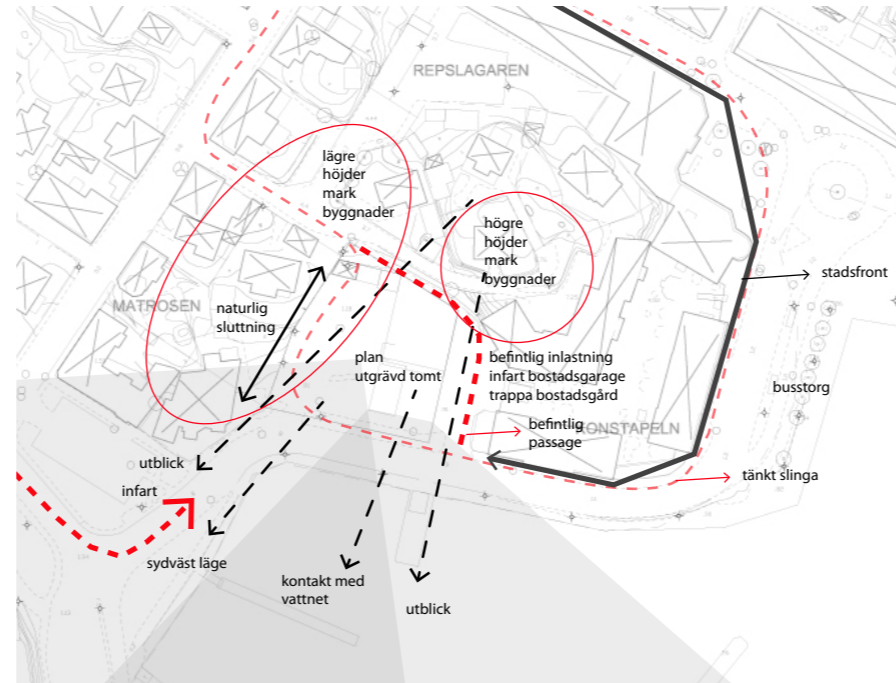 REPSLAGAREN
lägre
höjder
mark
byggnader
högre
höjder
mark
byggnader
stadsfront
MATROSEN
naturlig
sluttning
plan
utgrävd tomt
befintlig inlastning
infart bostadsgarage
trappa bostadsgård
busstorg
befintlig
passage
KONSTAPELN
utblick
infart
tänkt slinga
sydväst läge
kontakt med
vattnet
utblick